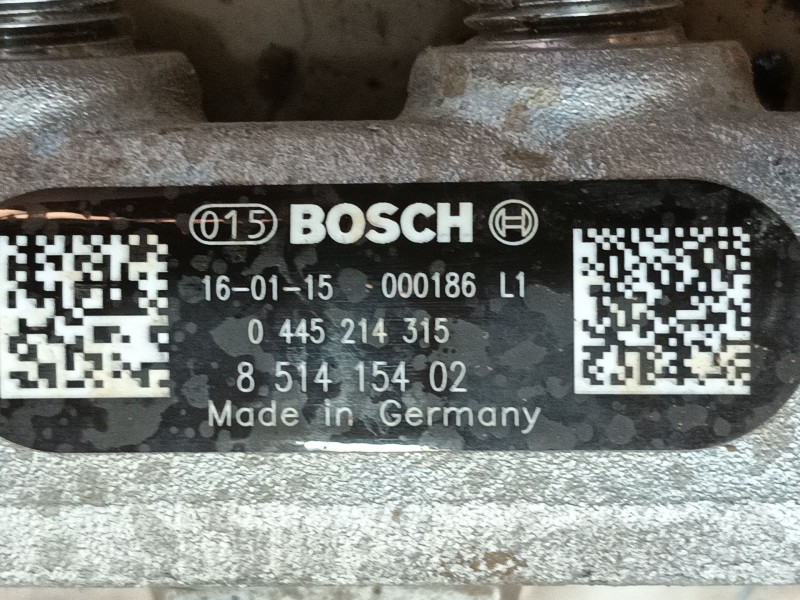 015 BOSCH
16-01-15 000186 L1
0 445 214 315
8 514 154 02
Made in Germany